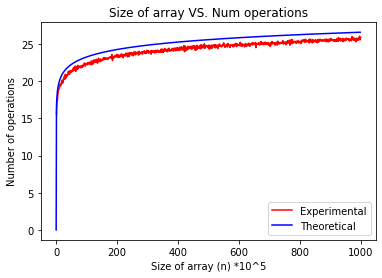 Size of array VS. Num operations
Number of operations
25
20
15
10
5
0
0 200 400 600 800 1000
Size of array (n) *10^5
Experimental
Theoretical